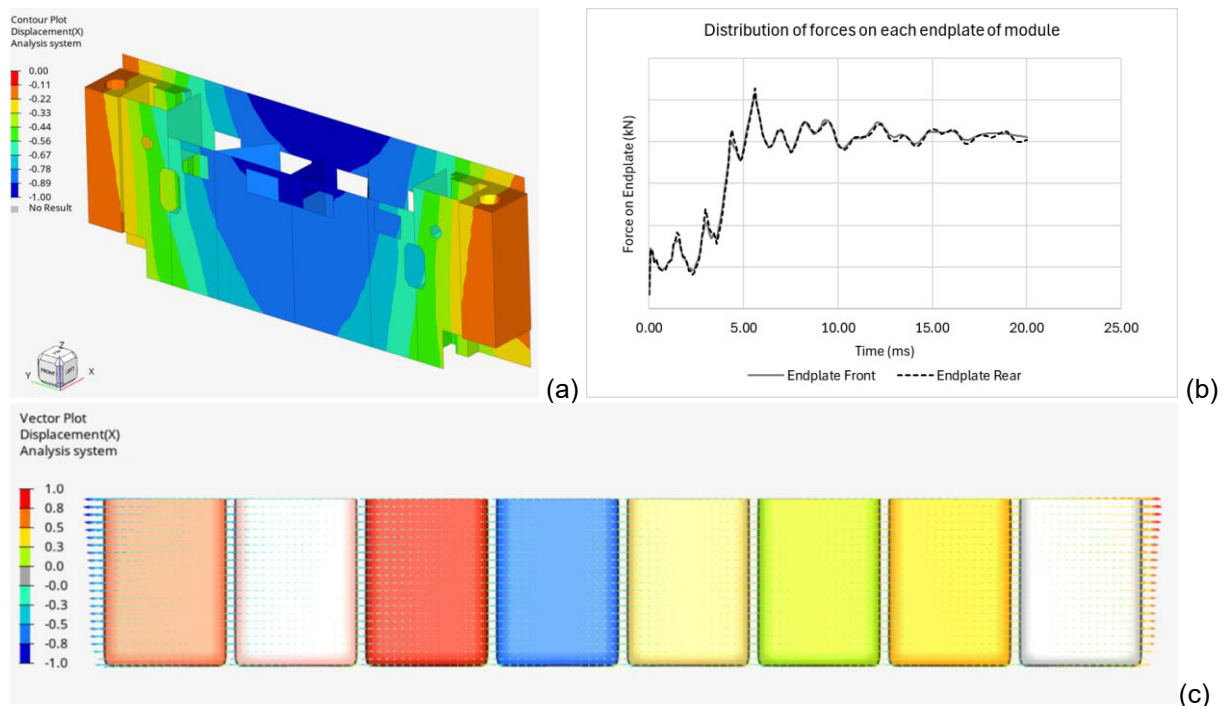 Contour Plot
Displacement(X)
Analysis system
0.00
-0.11
-0.22
-0.33
-0.44
-0.56
-0.67
-0.78
-0.89
-1.00
No Result
Z
Y
X
FRONT
LEFT
(a)
Distribution of forces on each endplate of module
Force on Endplate (kN)
0.00 5.00 10.00 15.00 20.00 25.00
Time (ms)
Endplate Front Endplate Rear
(b)
Vector Plot
Displacement(X)
Analysis system
1.0
0.8
0.5
0.3
0.0
-0.0
-0.3
-0.5
-0.8
-1.0
(c)